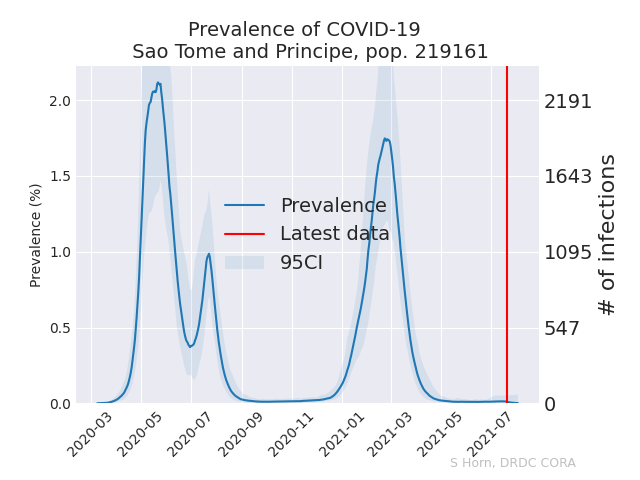 Prevalence of COVID-19
Sao Tome and Principe, pop. 219161
Prevalence (%)
2.0
1.5
1.0
0.5
0.0
2191
1643
1095
547
0
# of infections
Prevalence
Latest data
95CI
2020-03
2020-05
2020-07
2020-09
2020-11
2021-01
2021-03
2021-05
2021-07
S Horn, DRDC CORA